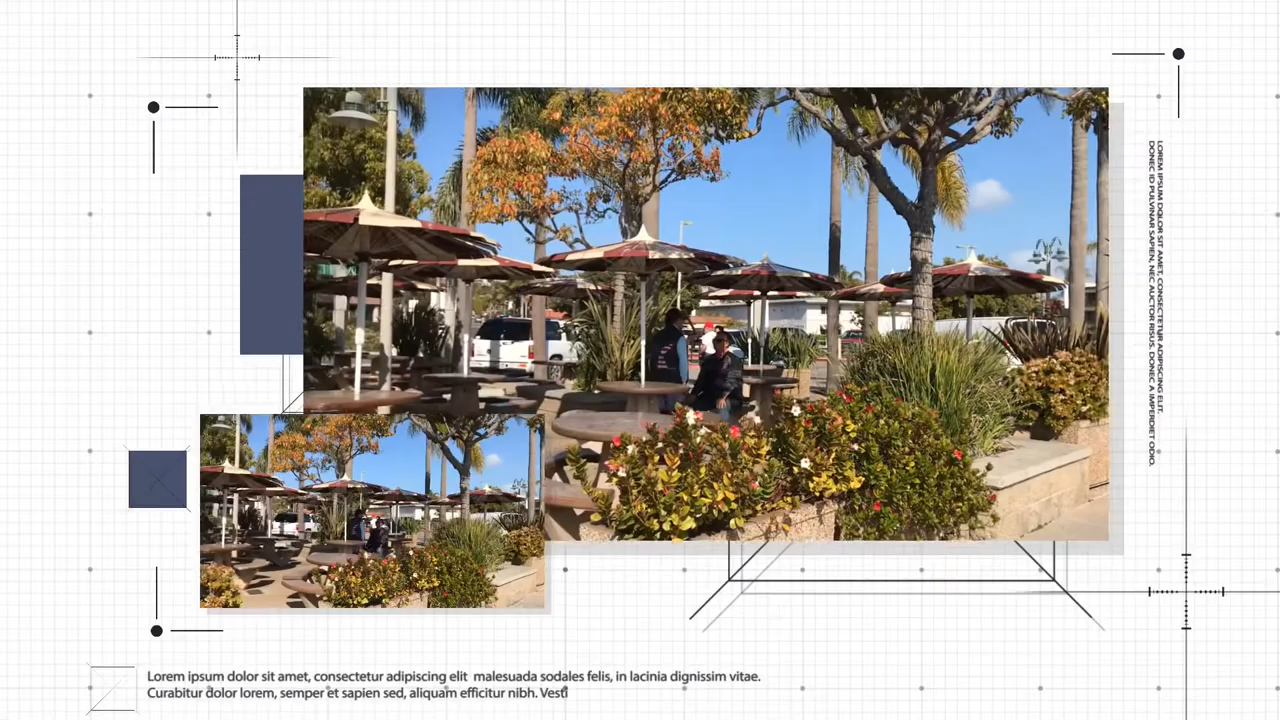 LOREM IPSUM DOLOR SIT AMET, CONSECTETUR ADIPISCING ELIT.
DONEC ID PULVINAR SAPIEN, NEC AUCTOR RISUS. DONEC A IMPERDIET ODIO.
Lorem ipsum dolor sit amet, consectetur adipiscing elit malesuada sodales felis, in lacinia dignissim vitae.
Curabitur dolor lorem, semper et sapien sed, aliquam efficitur nibh. Vesti